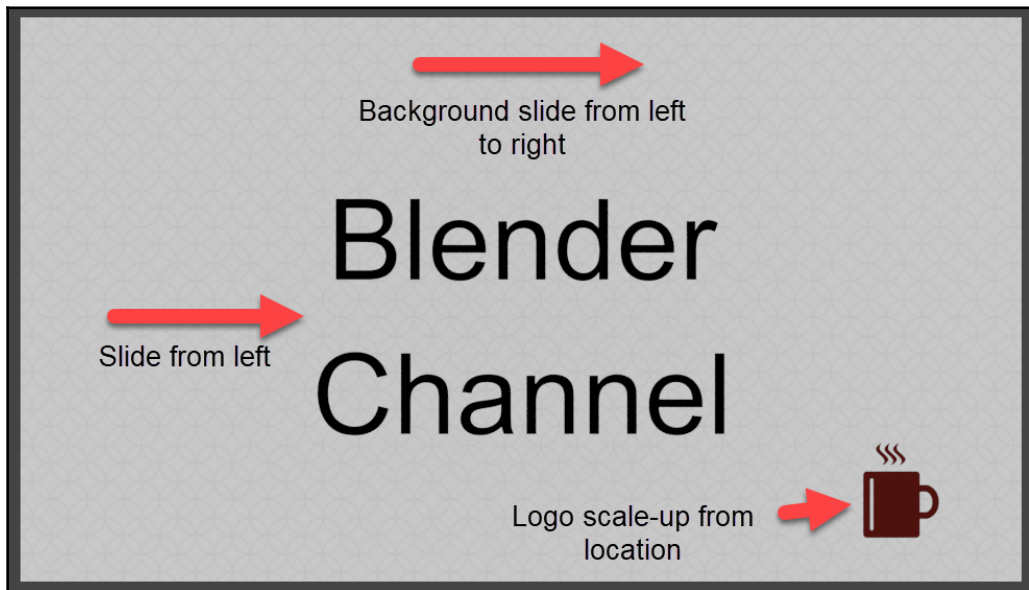 Background slide from left
to right
Blender
Slide from left
Channel
Logo scale-up from
location